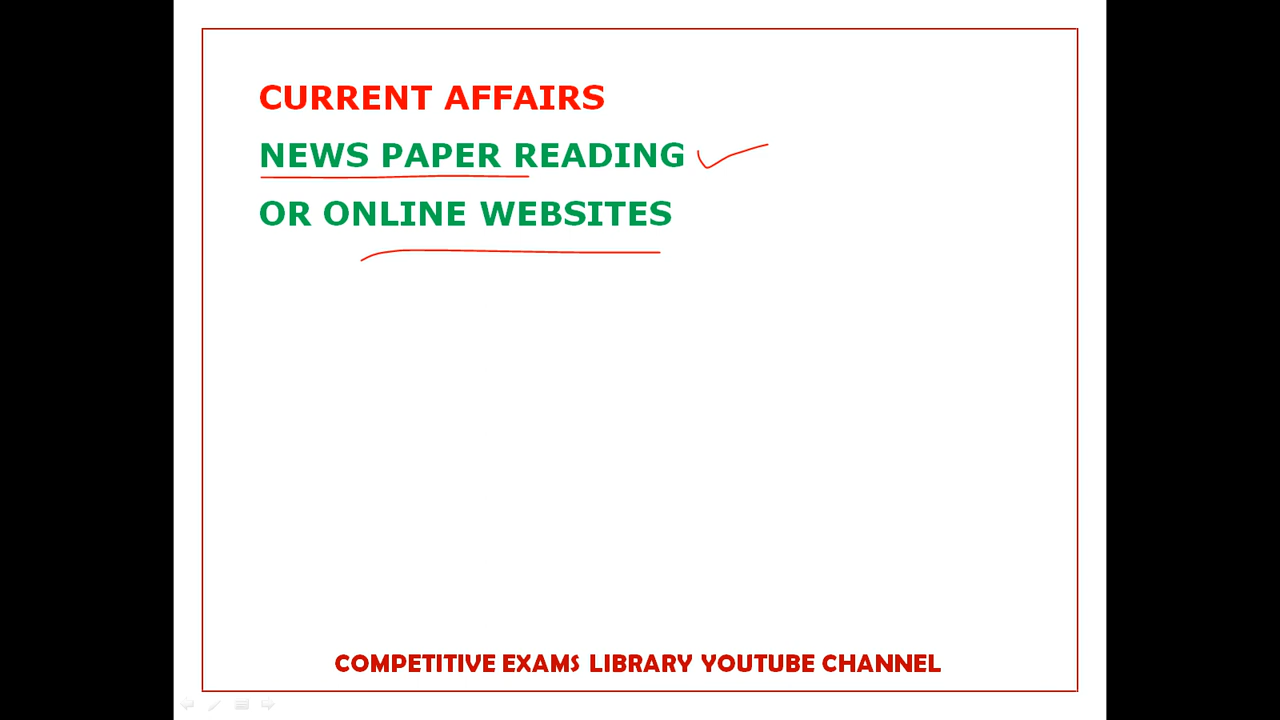 CURRENT AFFAIRS
NEWS PAPER READING
OR ONLINE WEBSITES
COMPETITIVE EXAMS LIBRARY YOUTUBE CHANNEL